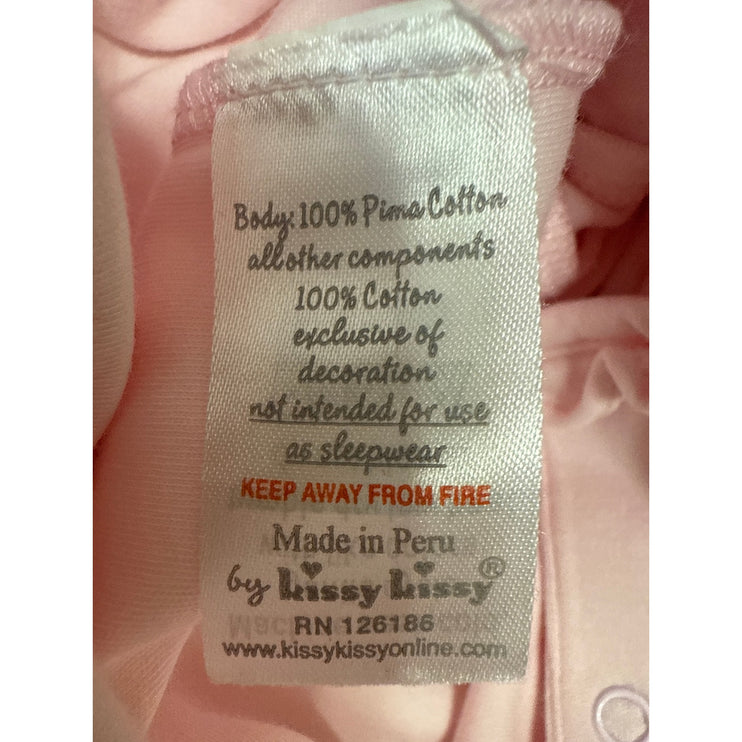 Body: 100% Pima Cotton
all other components
100% Cotton
exclusive of
decoration
not intended for use
as sleepwear
KEEP AWAY FROM FIRE
Made in Peru
by kissy kissy®
RN 126186
www.kissykissyonline.com